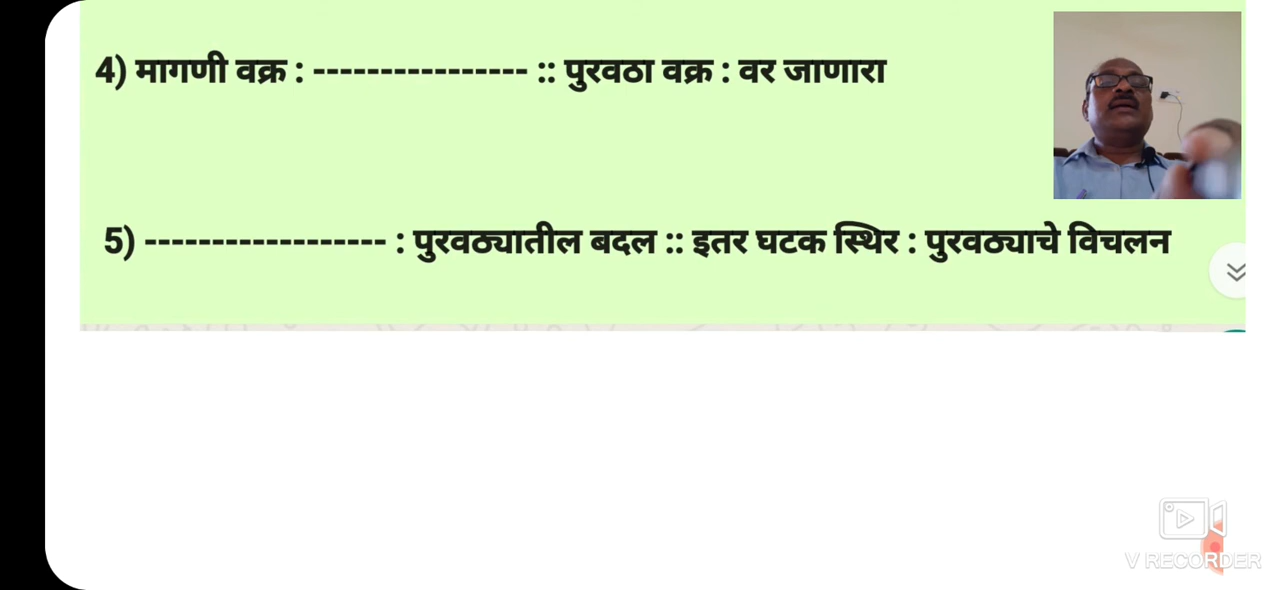 4) मागणी वक्र : ---------------- :: पुरवठा वक्र : वर जाणारा
5) ------------------ : पुरवठ्यातील बदल :: इतर घटक स्थिर : पुरवठ्याचे विचलन
V RECORDER